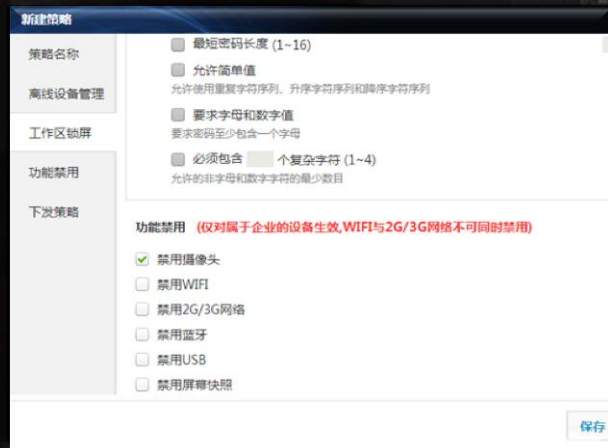 新建策略
策略名称
离线设备管理
工作区锁屏
功能禁用
下发策略
最短密码长度 (1~16)
允许简单值
允许使用重复字符序列、升序字符序列和降序字符序列
要求字母和数字值
要求密码至少包含一个字母
必须包含 个复杂字符 (1~4)
允许的非字母和数字字符的最少数目
功能禁用 (仅对属于企业的设备生效,WIFI与2G/3G网络不可同时禁用)
禁用摄像头
禁用WIFI
禁用2G/3G网络
禁用蓝牙
禁用USB
禁用屏幕快照
保存